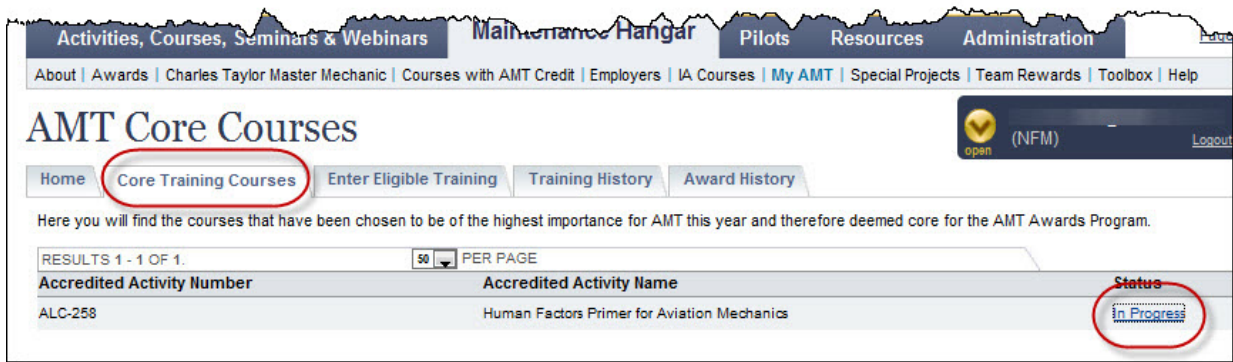 Activities, Courses, Seminars & Webinars Maintenance Hangar Pilots Resources Administration
About | Awards | Charles Taylor Master Mechanic | Courses with AMT Credit | Employers | IA Courses | My AMT | Special Projects | Team Rewards | Toolbox | Help
AMT Core Courses
open (NFM) Logout
Home Core Training Courses Enter Eligible Training Training History Award History
Here you will find the courses that have been chosen to be of the highest importance for AMT this year and therefore deemed core for the AMT Awards Program.
RESULTS 1 - 1 OF 1. 50 PER PAGE
Accredited Activity Number Accredited Activity Name Status
ALC-258 Human Factors Primer for Aviation Mechanics In Progress